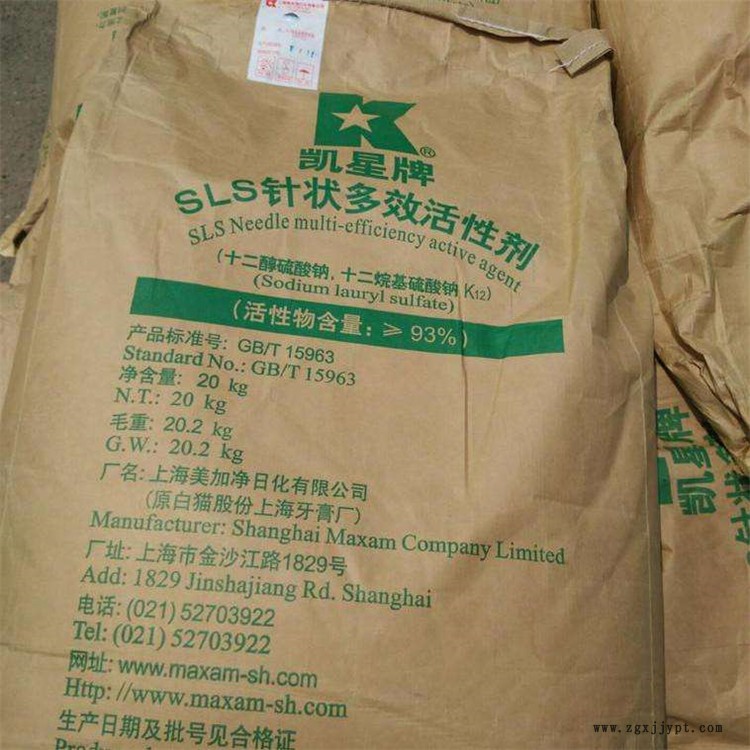 凯星牌®
SLS针状多效活性剂
SLS Needle multi-efficiency active agent
(十二醇硫酸钠, 十二烷基硫酸钠 K12)
(Sodium lauryl sulfate)
(活性物含量: ≥ 93%)
产品标准号: GB/T 15963
Standard No.: GB/T 15963
净含量: 20 kg
N.T.: 20 kg
毛重: 20.2 kg
G.W.: 20.2 kg
厂名: 上海美加净日化有限公司
(原白猫股份上海牙膏厂)
Manufacturer: Shanghai Maxam Company Limited
厂址: 上海市金沙江路1829号
Add: 1829 Jinshajiang Rd. Shanghai
电话: (021) 52703922
Tel: (021) 52703922
网址: www.maxam-sh.com
Http: //www.maxam-sh.com
生产日期及批号见合格证
凯星牌
针状多
www.zgxjjypt.com